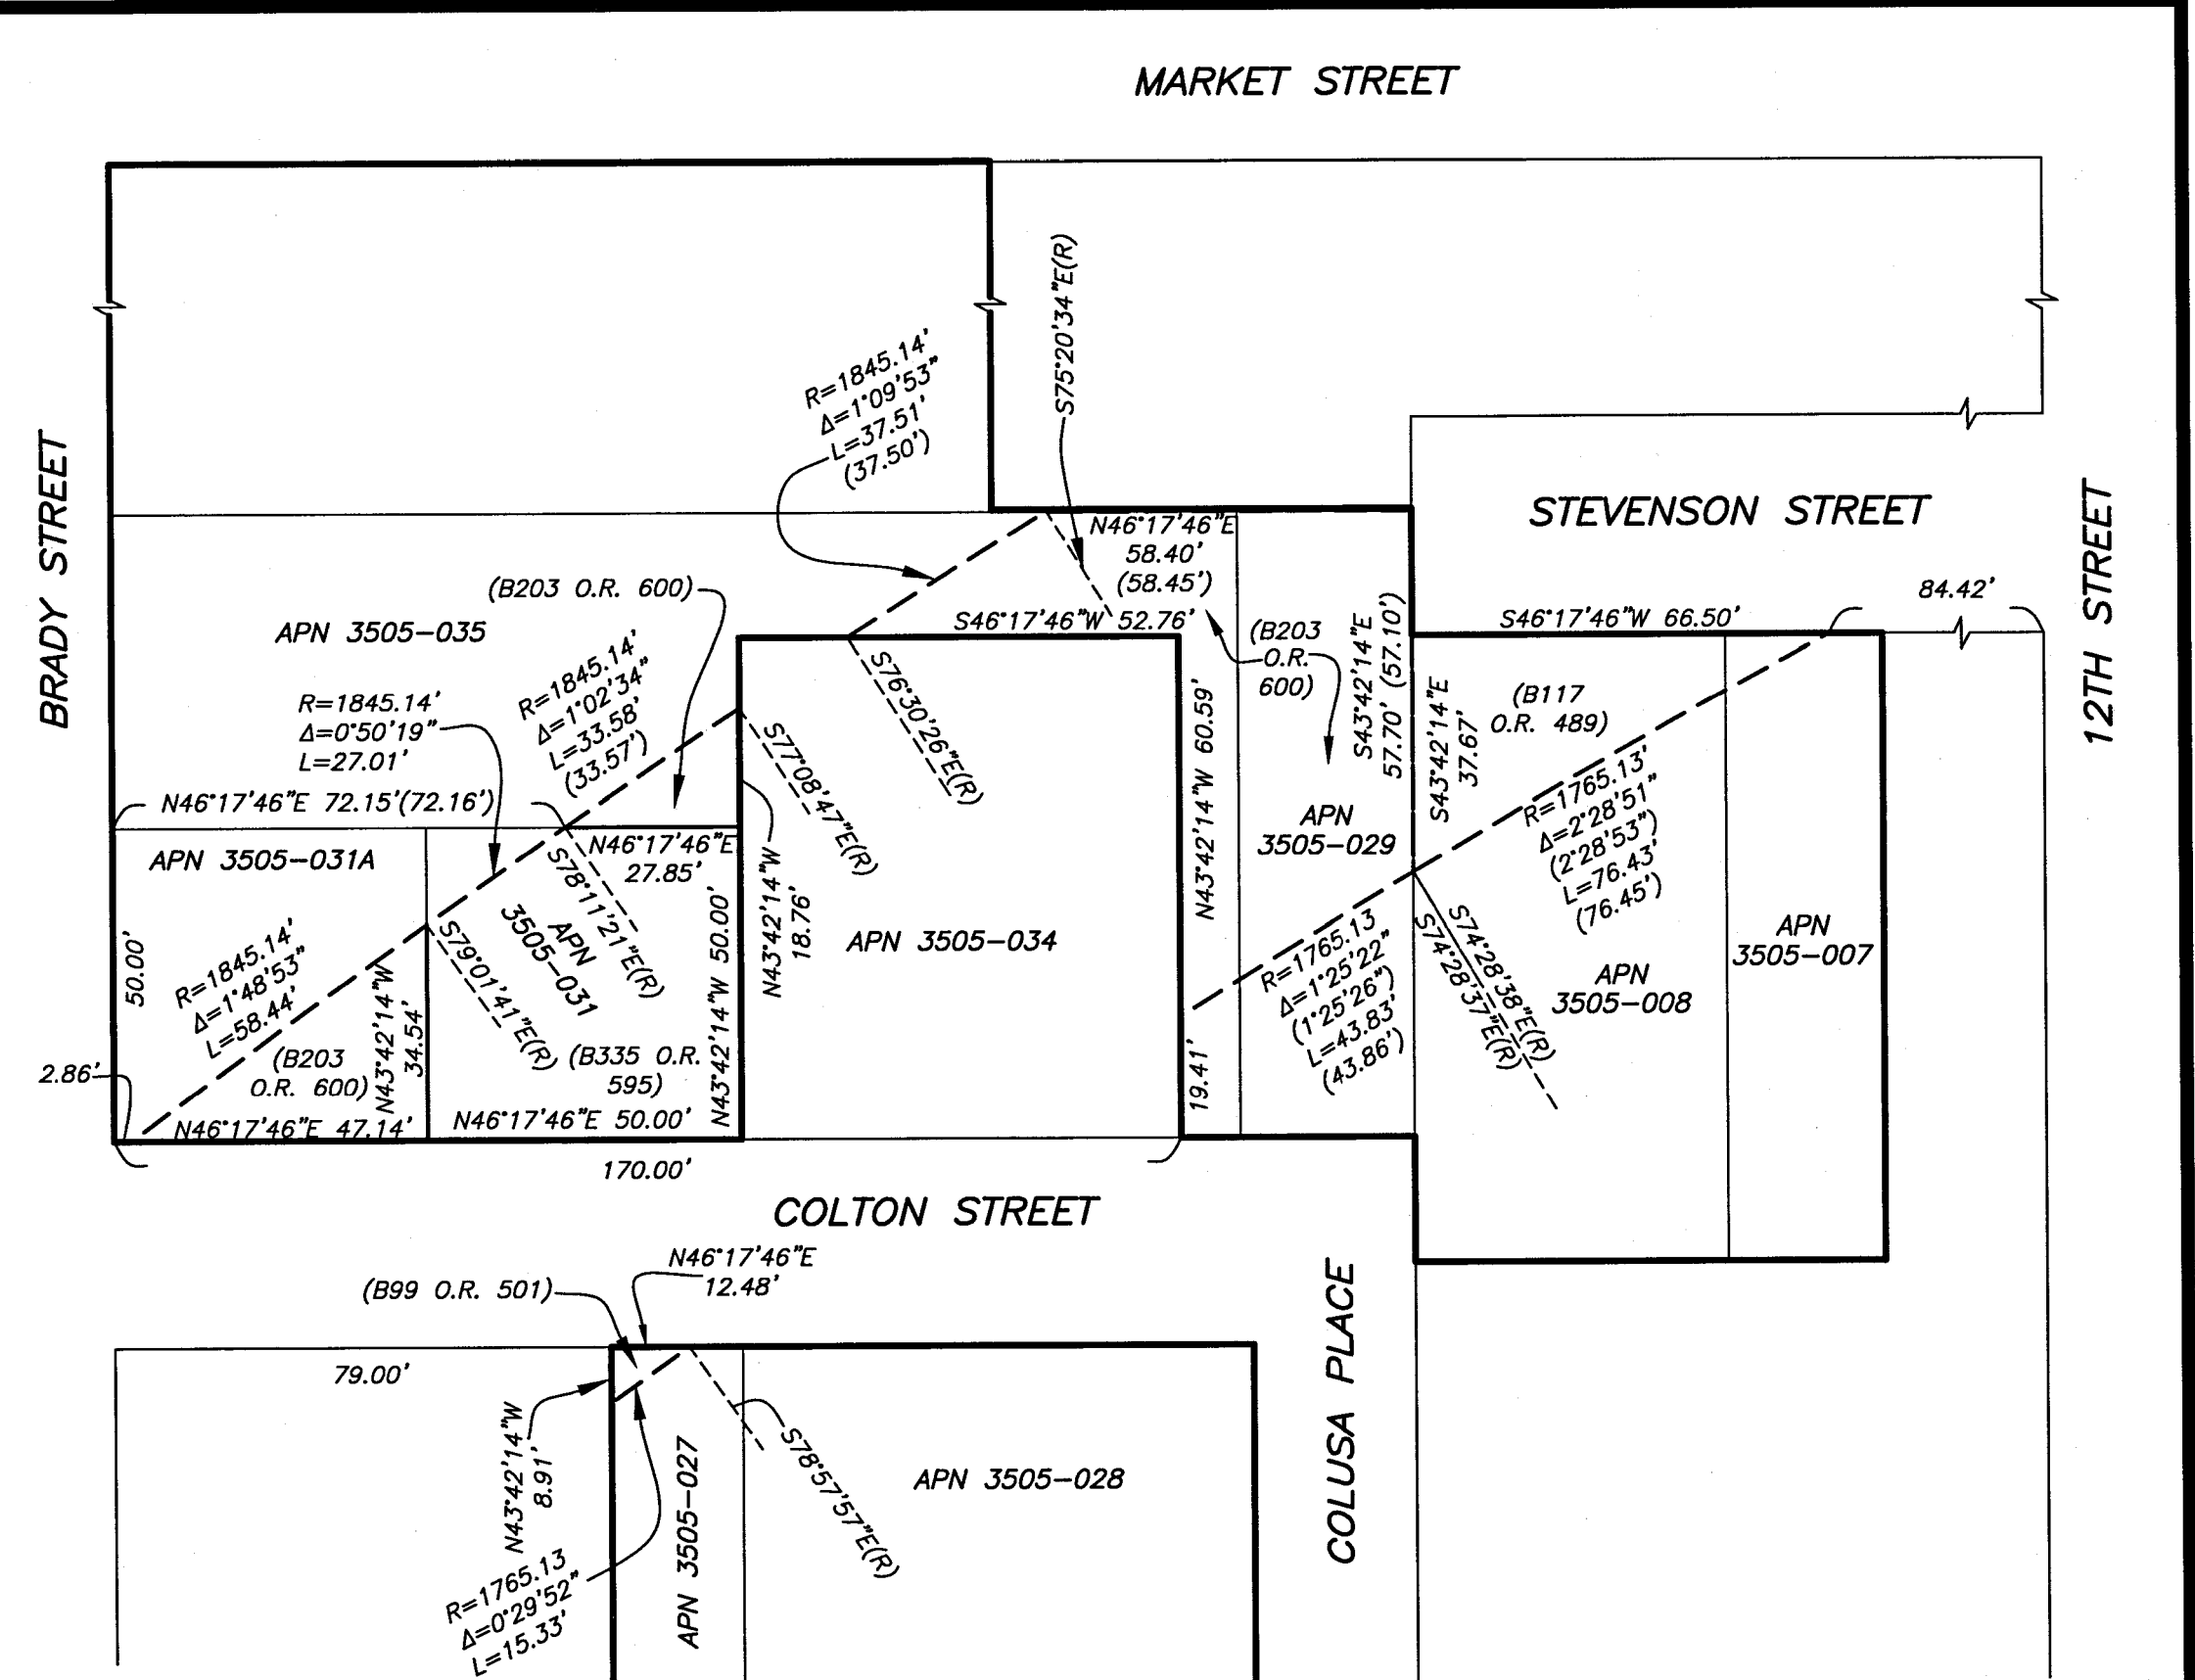 MARKET STREET
BRADY STREET
12TH STREET
STEVENSON STREET
COLTON STREET
COLUSA PLACE
S75°20'34"E(R)
R=1845.14'
Δ=1°09'53"
L=37.51'
(37.50')
N46°17'46"E
58.40'
(58.45')
S46°17'46"W 52.76'
84.42'
S46°17'46"W 66.50'
(B203 O.R. 600)
APN 3505-035
R=1845.14'
Δ=1°02'34"
L=33.58'
(33.57')
R=1845.14'
Δ=0°50'19"
L=27.01'
N46°17'46"E 72.15'(72.16')
S76°30'26"E(R)
S77°08'47"E(R)
(B203
O.R.
600)
S43°42'14"E
57.70' (57.10')
S43°42'14"E
37.67'
(B117
O.R. 489)
N43°42'14"W 60.59'
APN
3505-029
R=1765.13'
Δ=2°28'51"
(2°28'53")
L=76.43'
(76.45')
APN 3505-031A
N46°17'46"E
27.85'
S78°11'21"E(R)
APN
3505-031
S79°01'41"E(R)
N43°42'14"W
18.76'
N43°42'14"W 50.00'
APN 3505-034
50.00'
R=1845.14'
Δ=1°48'53"
L=58.44'
N43°42'14"W
34.54'
(B203
O.R. 600)
(B335 O.R.
595)
2.86'
N46°17'46"E 47.14'
N46°17'46"E 50.00'
170.00'
19.41'
R=1765.13
Δ=1°25'22"
(1°25'26")
L=43.83'
(43.86')
S74°28'38"E(R)
S74°28'37"E(R)
APN
3505-008
APN
3505-007
N46°17'46"E
12.48'
(B99 O.R. 501)
79.00'
N43°42'14"W
8.91'
APN 3505-027
S78°57'57"E(R)
APN 3505-028
R=1765.13
Δ=0°29'52"
L=15.33'